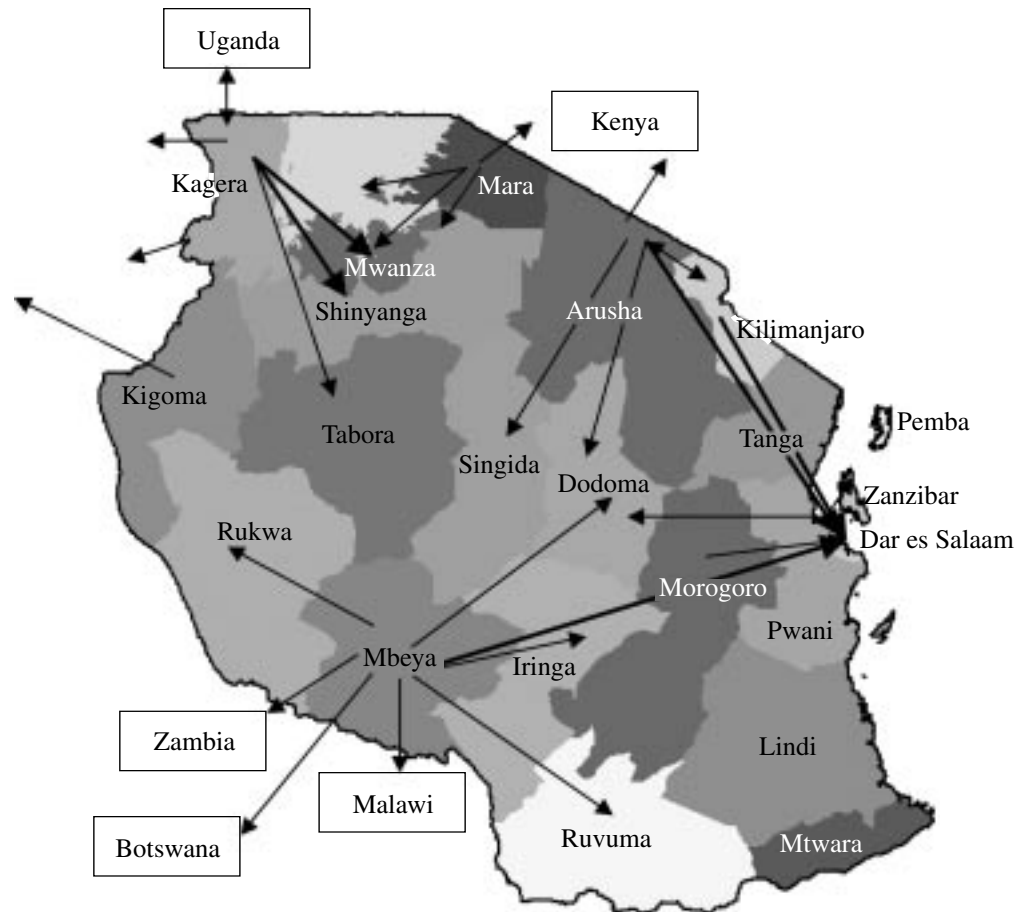 Uganda
Kenya
Kagera
Mara
Mwanza
Shinyanga
Arusha
Kilimanjaro
Kigoma
Tabora
Singida
Tanga
Pemba
Dodoma
Zanzibar
Rukwa
Dar es Salaam
Morogoro
Pwani
Mbeya
Iringa
Zambia
Lindi
Malawi
Ruvuma
Mtwara
Botswana